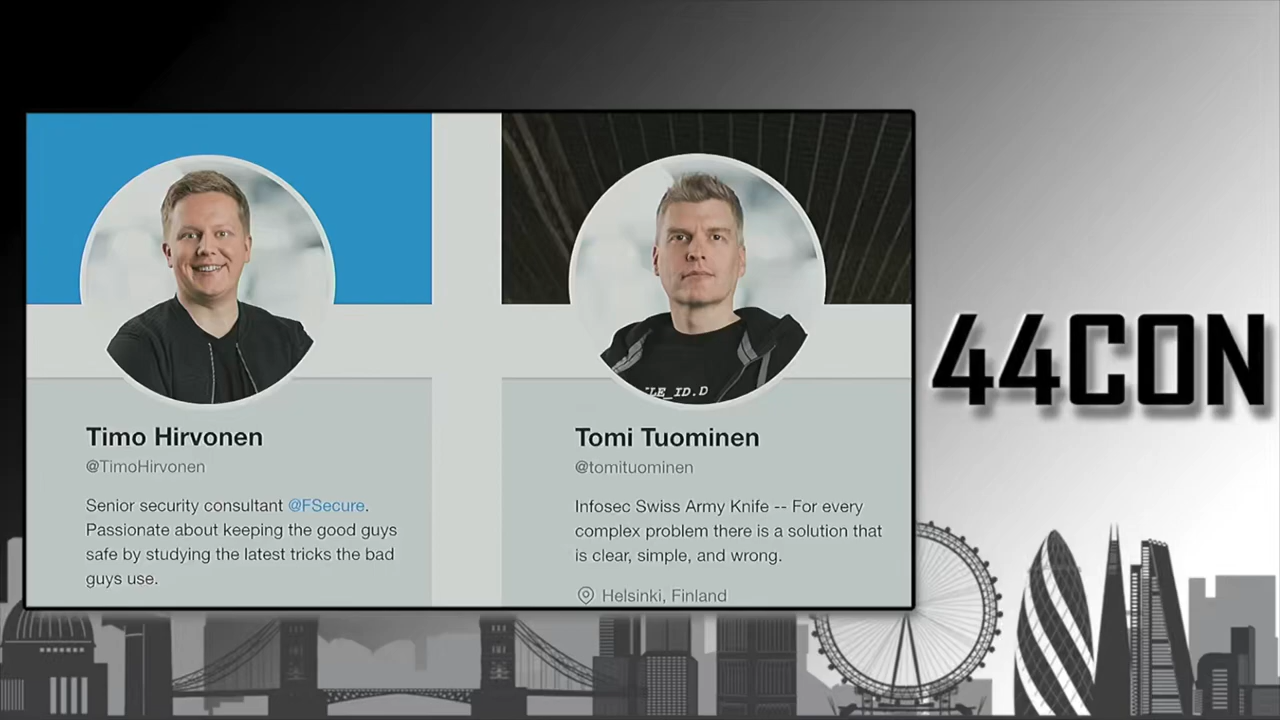 Timo Hirvonen
@TimoHirvonen
Senior security consultant @FSecure.
Passionate about keeping the good guys
safe by studying the latest tricks the bad
guys use.
LE_ID.D
Tomi Tuominen
@tomituominen
Infosec Swiss Army Knife -- For every
complex problem there is a solution that
is clear, simple, and wrong.
Helsinki, Finland
44CON